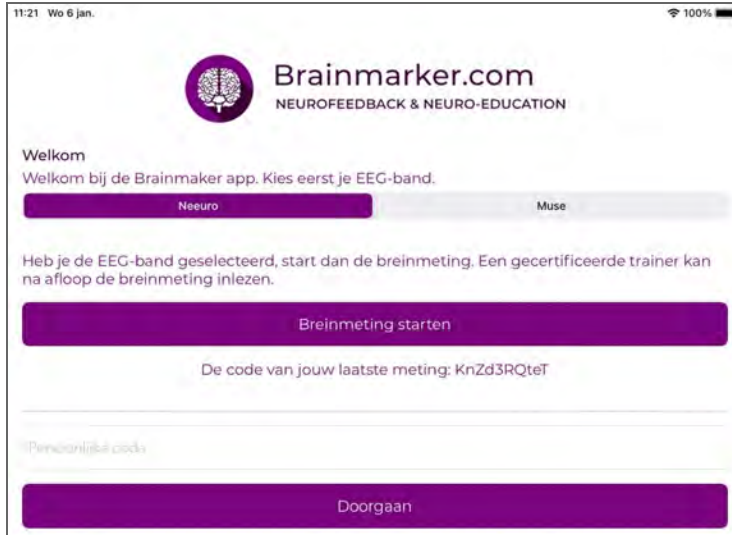 11:21 Wo 6 jan.
100%
Brainmarker.com
NEUROFEEDBACK & NEURO-EDUCATION
Welkom
Welkom bij de Brainmaker app. Kies eerst je EEG-band.
Neeuro Muse
Heb je de EEG-band geselecteerd, start dan de breinmeting. Een gecertificeerde trainer kan
na afloop de breinmeting inlezen.
Breinmeting starten
De code van jouw laatste meting: KnZd3RQteT
Persoonlijke code
Doorgaan